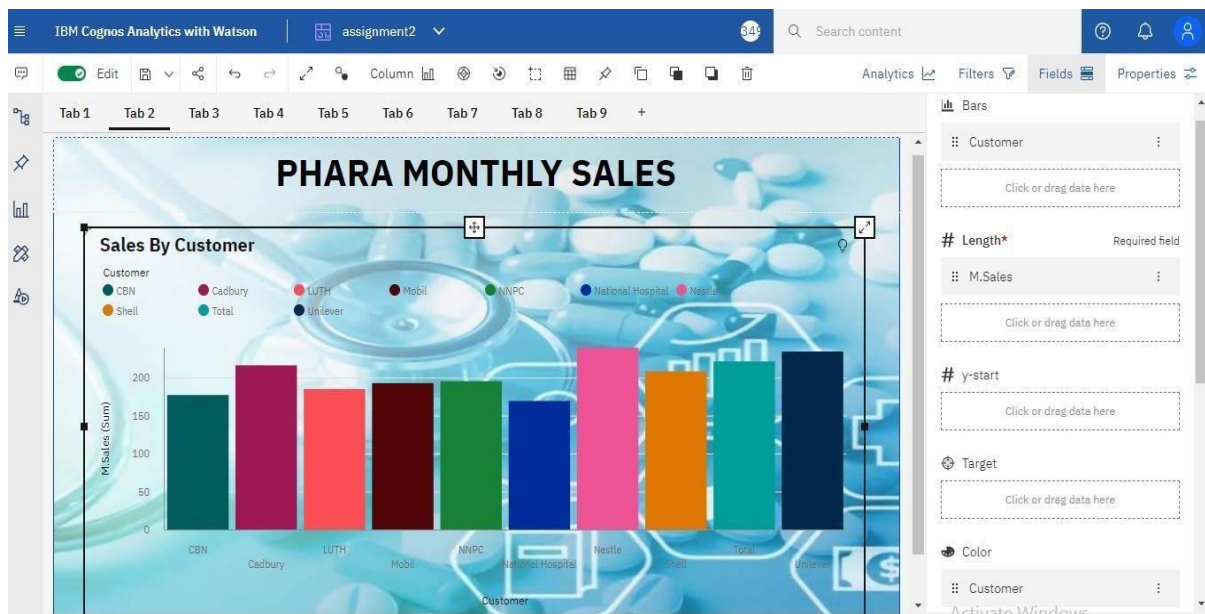 IBM Cognos Analytics with Watson
assignment2
349
Search content
Edit
Column
Analytics
Filters
Fields
Properties
Tab 1 Tab 2 Tab 3 Tab 4 Tab 5 Tab 6 Tab 7 Tab 8 Tab 9 +
PHARA MONTHLY SALES
Sales By Customer
Customer
CBN Cadbury LUTH Mobil NNPC National Hospital Nestle
Shell Total Unilever
M.Sales (Sum)
200
150
100
50
0
CBN LUTH NNPC Nestle Total
Cadbury Mobil National Hospital Shell Unilever
Customer
Bars
Customer
Click or drag data here
# Length* Required field
M.Sales
Click or drag data here
# y-start
Click or drag data here
Target
Click or drag data here
Color
Customer
Activate Windows
$